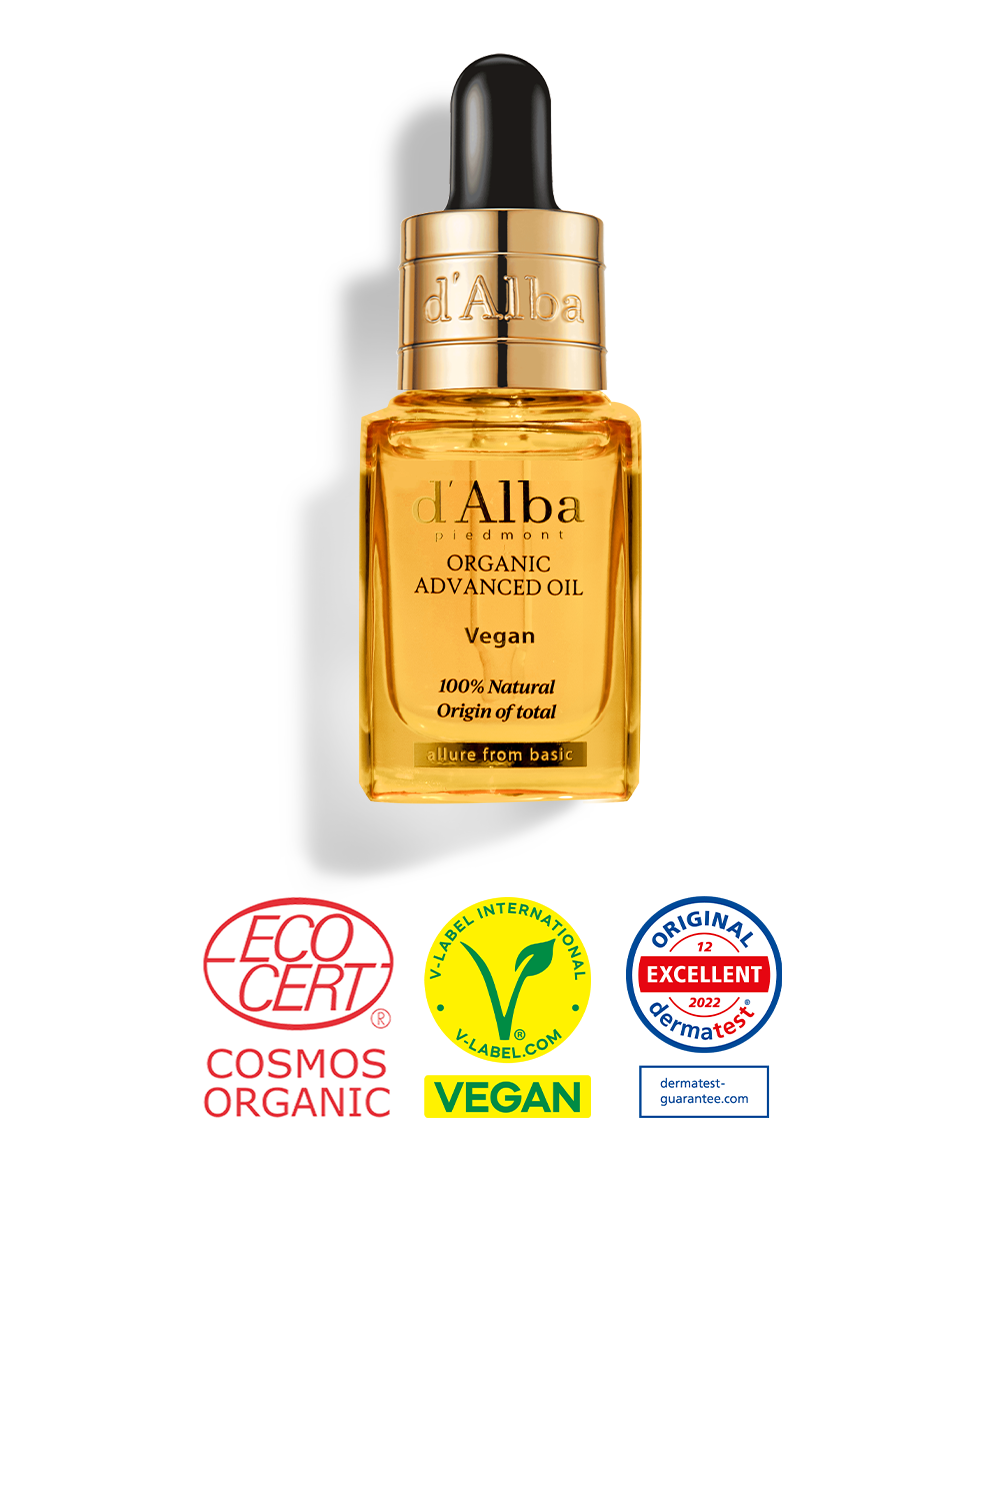 d'Alba
d'Alba
piedmont
ORGANIC
ADVANCED OIL
Vegan
100% Natural
Origin of total
allure from basic
ECO
CERT
®
COSMOS
ORGANIC
V-LABEL INTERNATIONAL
®
V-LABEL.COM
VEGAN
ORIGINAL
12
EXCELLENT
2022
dermatest®
dermatest-
guarantee.com